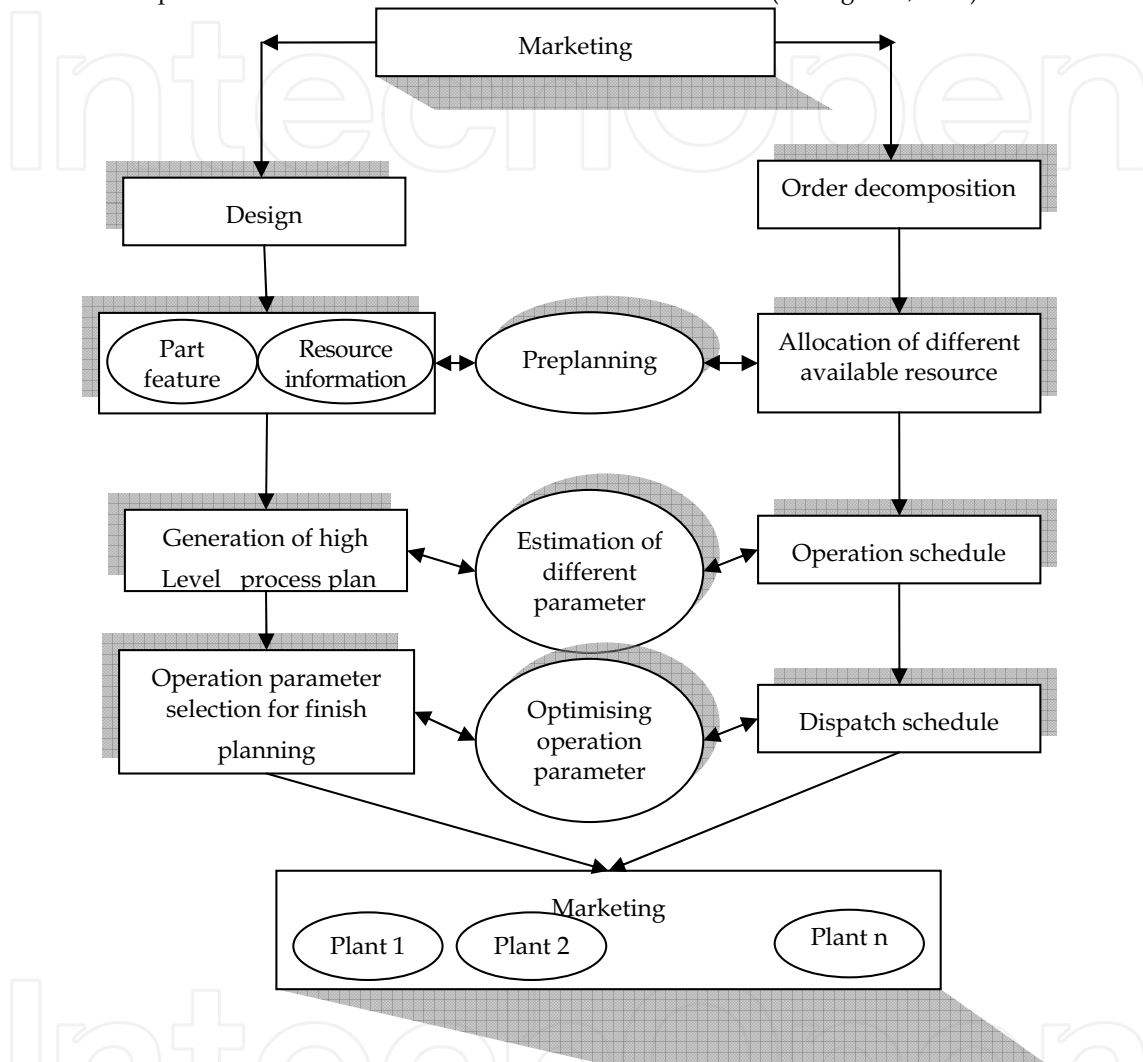 Marketing
Design
Order decomposition
Part
feature
Resource
information
Preplanning
Allocation of different
available resource
Generation of high
Level process plan
Estimation of
different
parameter
Operation schedule
Operation parameter
selection for finish
planning
Optimising
operation
parameter
Dispatch schedule
Marketing
Plant 1
Plant 2
Plant n
IntechOpen
IntechOpen